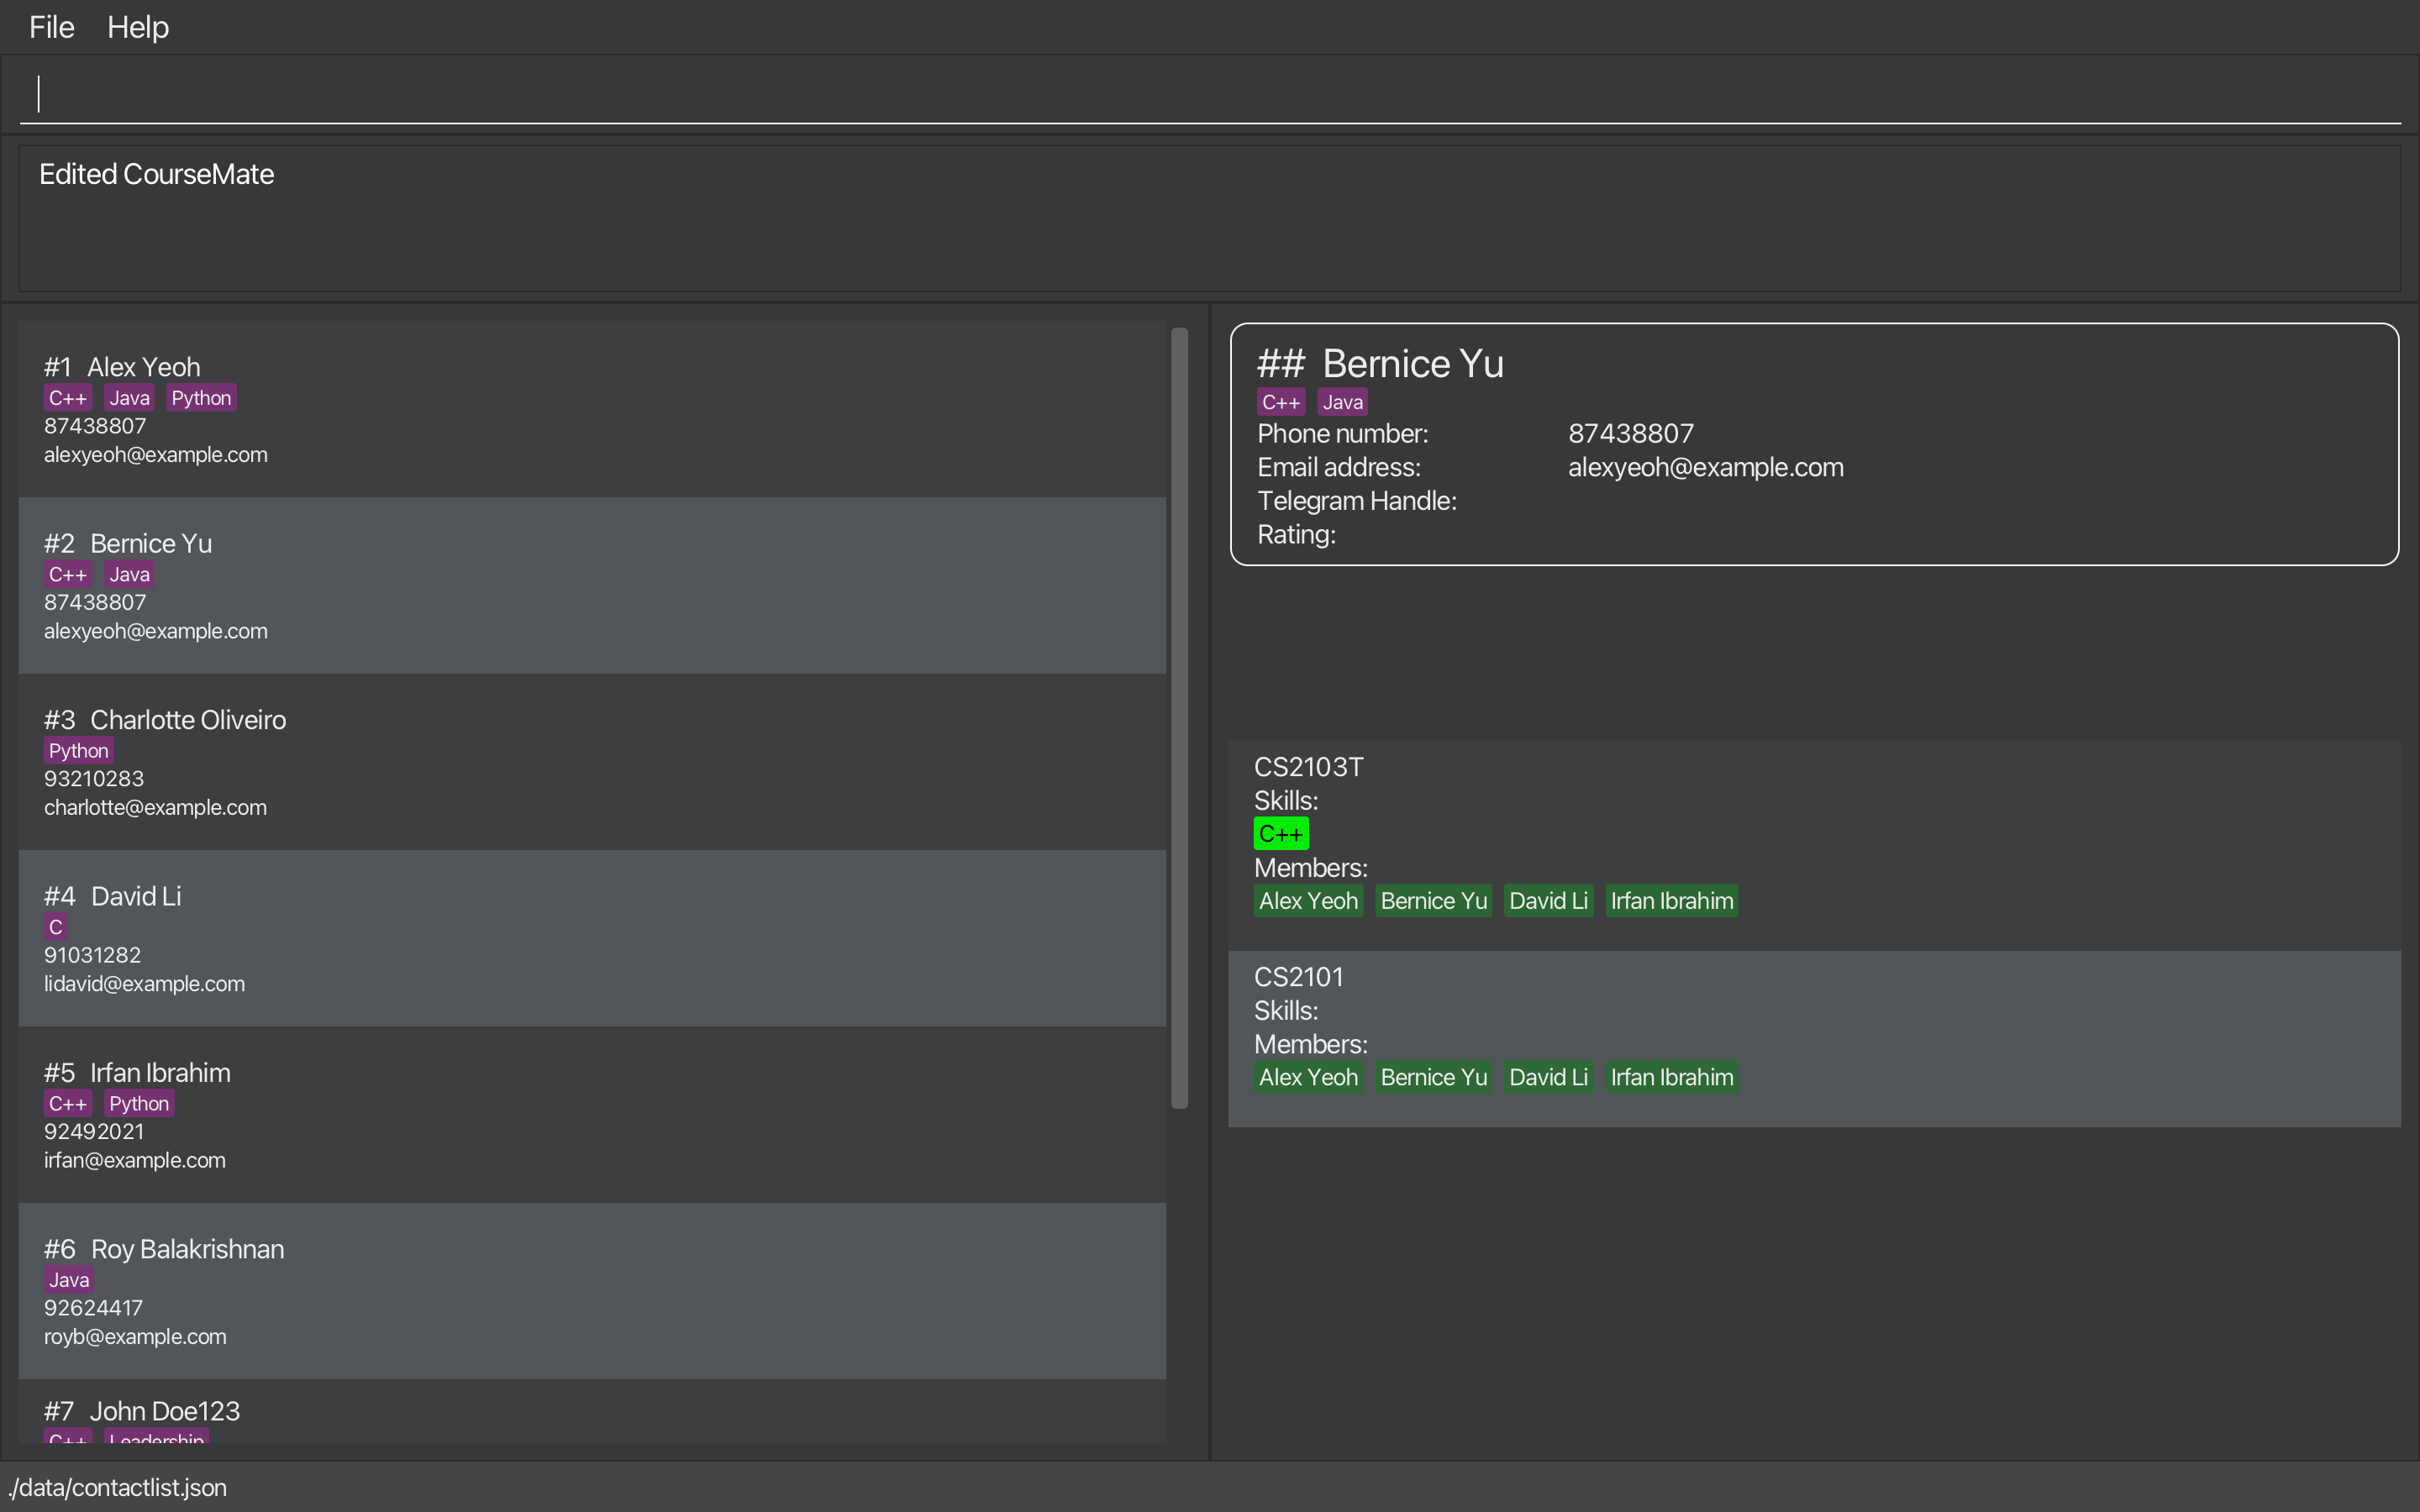 File Help
Edited CourseMate
#1 Alex Yeoh
C++ Java Python
87438807
alexyeoh@example.com
#2 Bernice Yu
C++ Java
87438807
alexyeoh@example.com
#3 Charlotte Oliveiro
Python
93210283
charlotte@example.com
#4 David Li
C
91031282
lidavid@example.com
#5 Irfan Ibrahim
C++ Python
92492021
irfan@example.com
#6 Roy Balakrishnan
Java
92624417
royb@example.com
#7 John Doe123
C++ Leadership
## Bernice Yu
C++ Java
Phone number: 87438807
Email address: alexyeoh@example.com
Telegram Handle:
Rating:
CS2103T
Skills:
C++
Members:
Alex Yeoh Bernice Yu David Li Irfan Ibrahim
CS2101
Skills:
Members:
Alex Yeoh Bernice Yu David Li Irfan Ibrahim
./data/contactlist.json